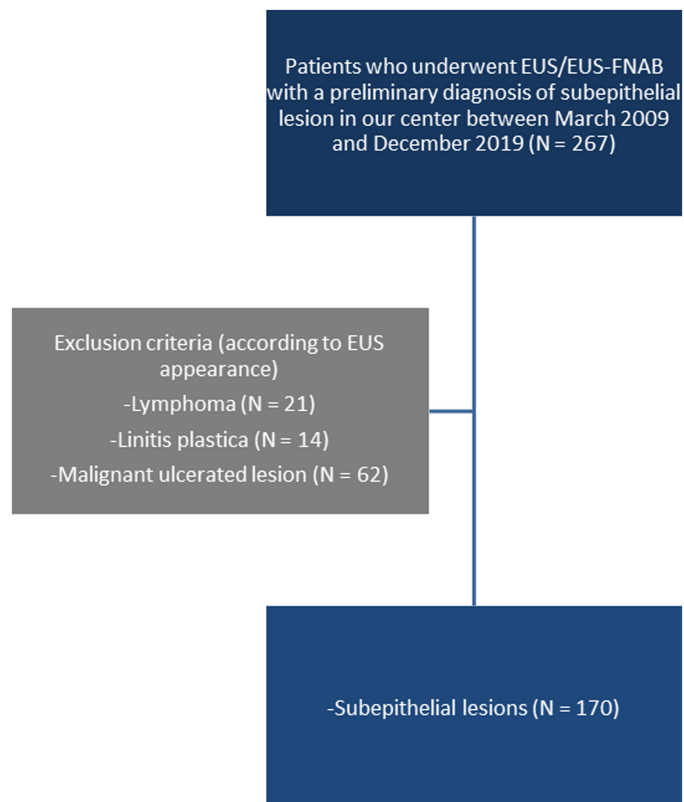 Patients who underwent EUS/EUS-FNAB
with a preliminary diagnosis of subepithelial
lesion in our center between March 2009
and December 2019 (N = 267)
Exclusion criteria (according to EUS
appearance)
-Lymphoma (N = 21)
-Linitis plastica (N = 14)
-Malignant ulcerated lesion (N = 62)
-Subepithelial lesions (N = 170)